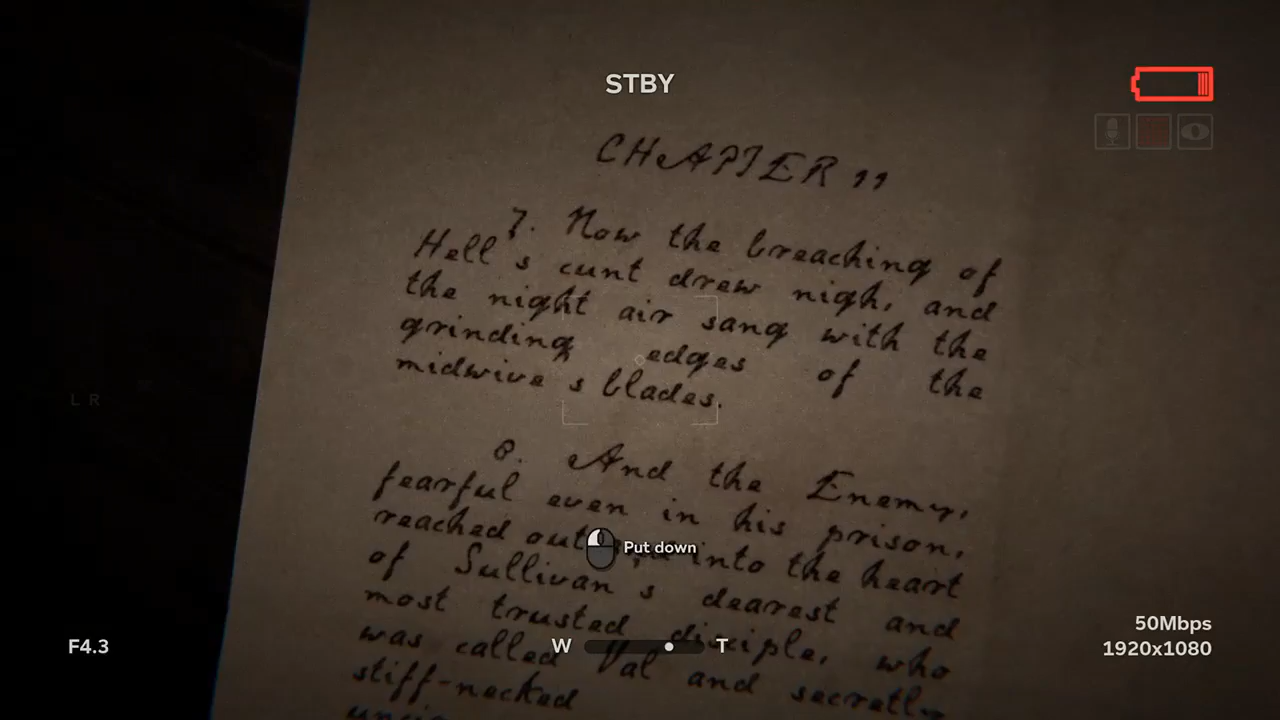 STBY
CHAPTER 11
7. Now the breaching of
Hell s cunt drew nigh, and
the night air sang with the
grinding edges of the
midwive s blades.
8. And the Enemy,
fearful even in his prison,
reached out into the heart
Put down
of Sullivan s dearest and
most trusted disciple, who
was called Val and secretly
stiff-necked
L R
F4.3
W T
50Mbps
1920x1080